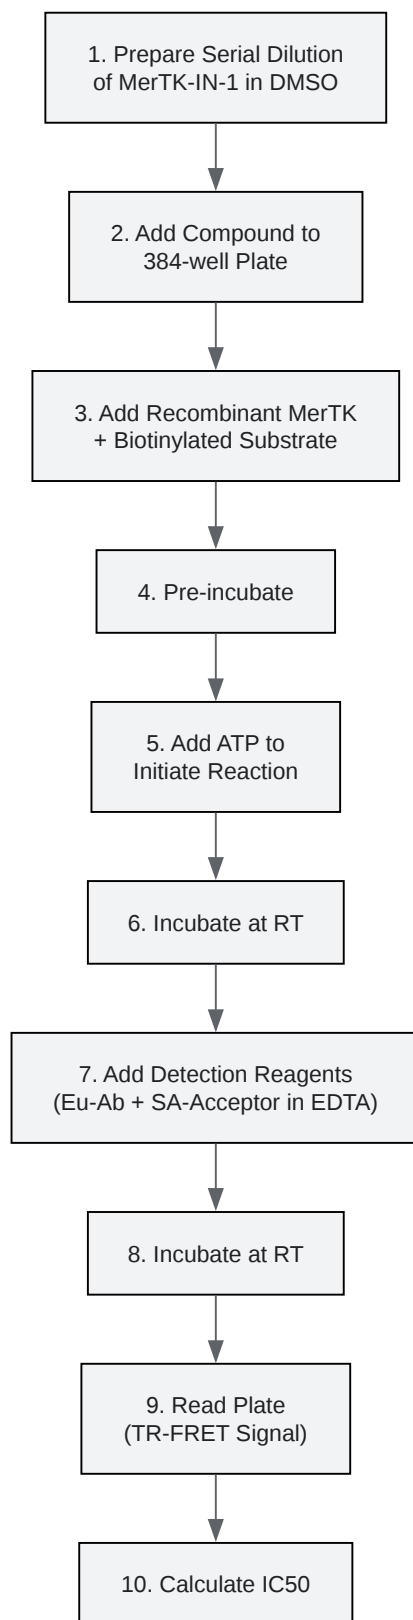 1. Prepare Serial Dilution
of MerTK-IN-1 in DMSO
2. Add Compound to
384-well Plate
3. Add Recombinant MerTK
+ Biotinylated Substrate
4. Pre-incubate
5. Add ATP to
Initiate Reaction
6. Incubate at RT
7. Add Detection Reagents
(Eu-Ab + SA-Acceptor in EDTA)
8. Incubate at RT
9. Read Plate
(TR-FRET Signal)
10. Calculate IC50